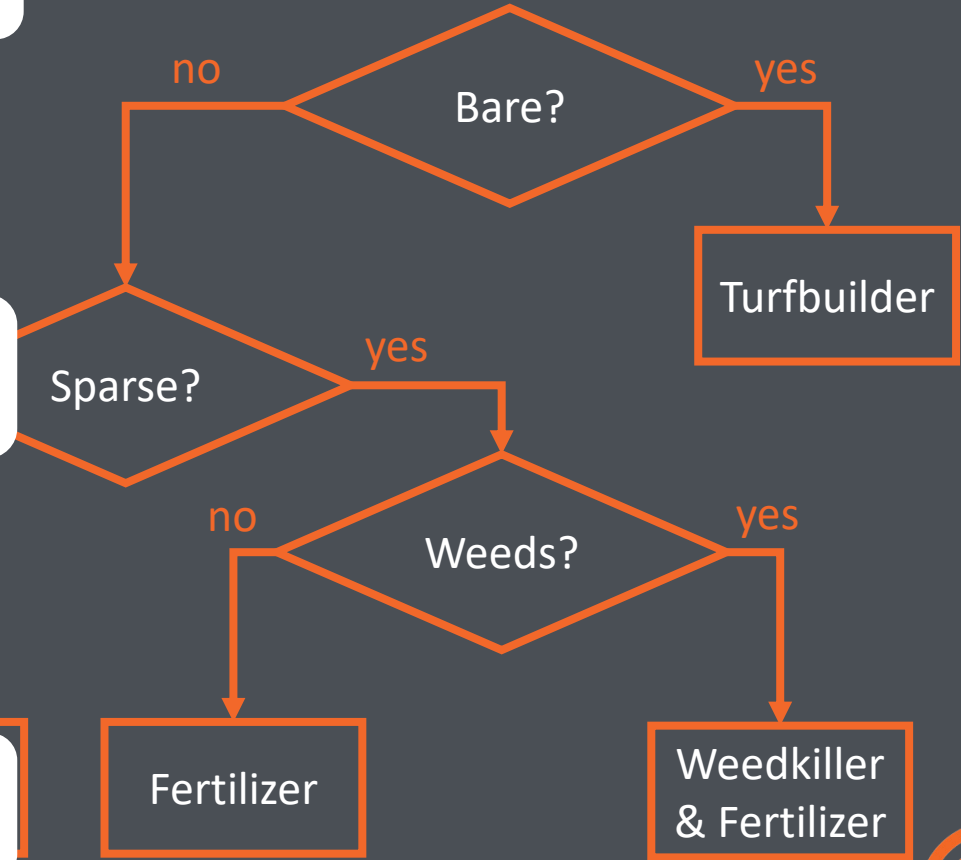 no
yes
Bare?
Turfbuilder
yes
Sparse?
no
yes
Weeds?
Fertilizer
Weedkiller
& Fertilizer